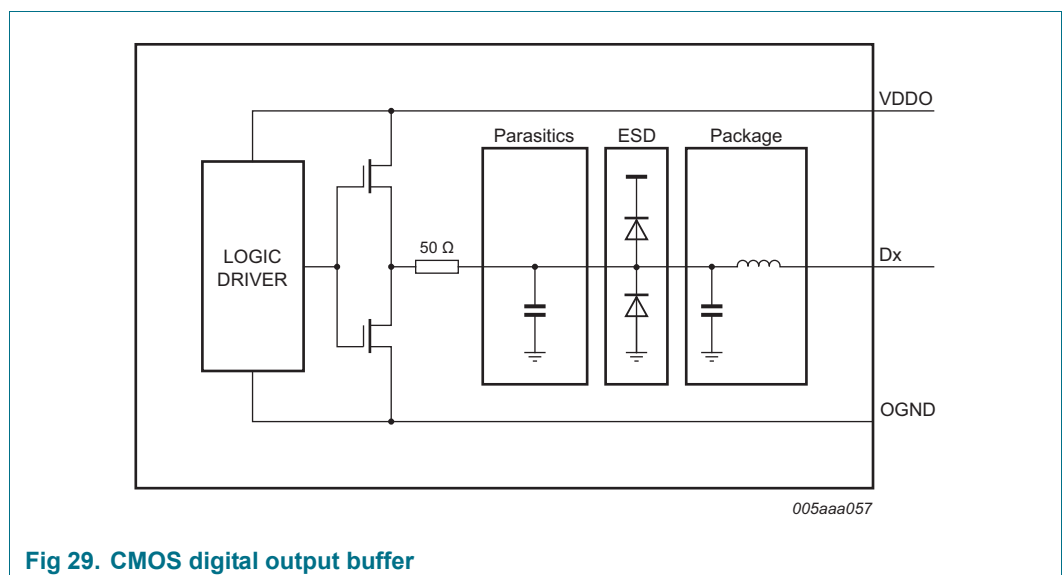 VDDO
Parasitics
ESD
Package
50 Ω
LOGIC
DRIVER
Dx
OGND
005aaa057
Fig 29. CMOS digital output buffer